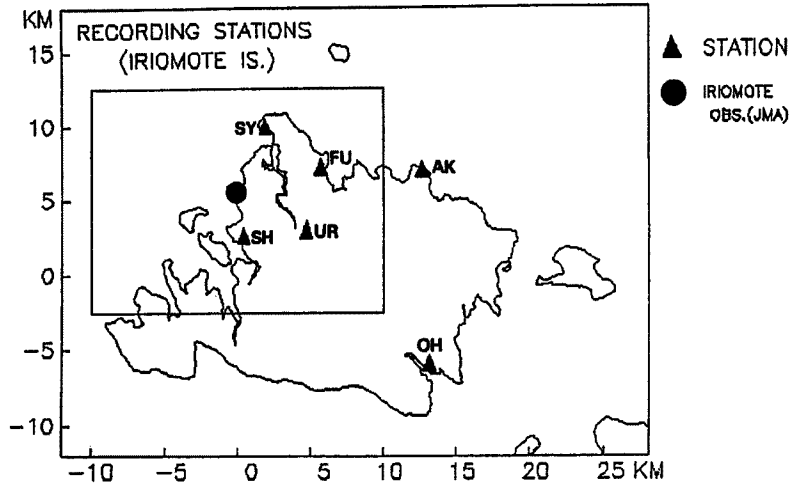 KM
RECORDING STATIONS
(IRIOMOTE IS.)
STATION
IRIOMOTE
OBS.(JMA)
15
10
5
0
-5
-10
SY
FU
AK
SH
UR
OH
-10 -5 0 5 10 15 20 25 KM